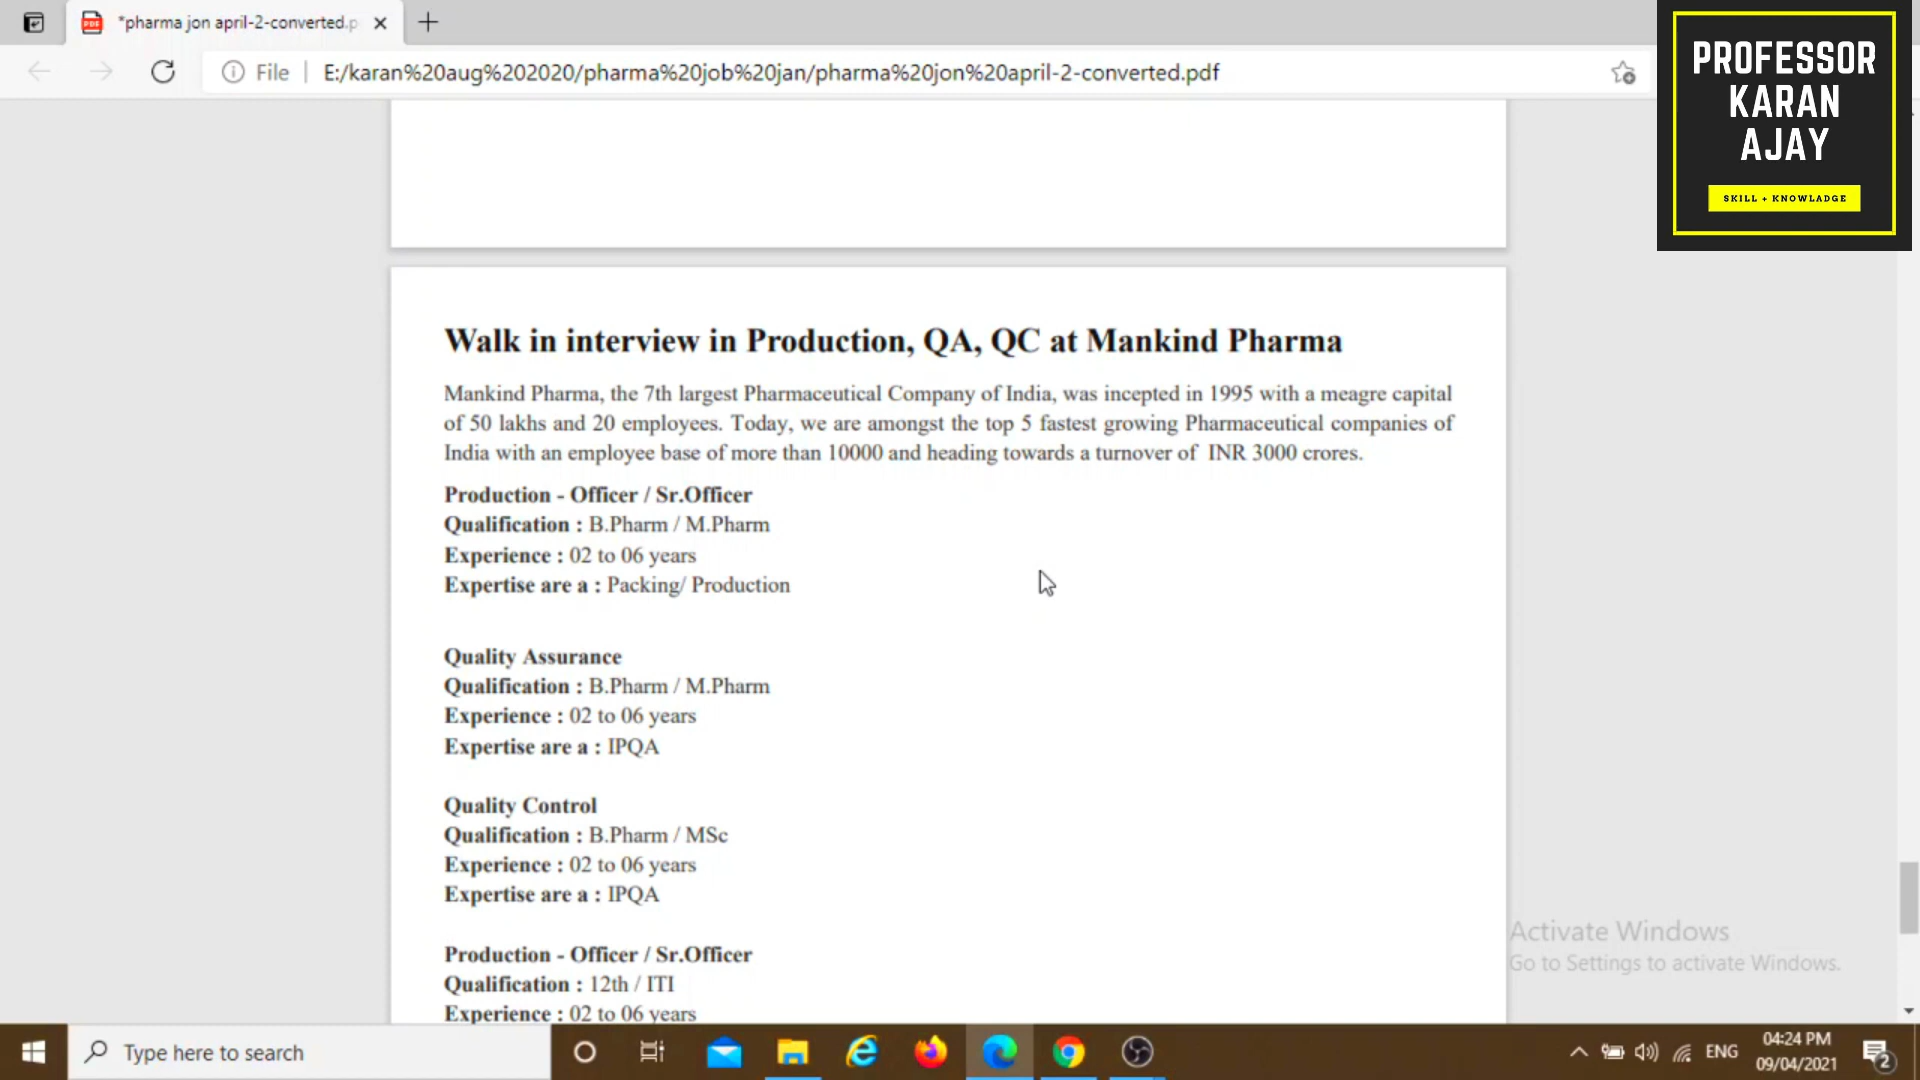 *pharma jon april-2-converted.p
File
E:/karan%20aug%202020/pharma%20job%20jan/pharma%20jon%20april-2-converted.pdf
PROFESSOR
KARAN
AJAY
SKILL + KNOWLADGE
Walk in interview in Production, QA, QC at Mankind Pharma
Mankind Pharma, the 7th largest Pharmaceutical Company of India, was incepted in 1995 with a meagre capital
of 50 lakhs and 20 employees. Today, we are amongst the top 5 fastest growing Pharmaceutical companies of
India with an employee base of more than 10000 and heading towards a turnover of INR 3000 crores.
Production - Officer / Sr.Officer
Qualification : B.Pharm / M.Pharm
Experience : 02 to 06 years
Expertise are a : Packing/ Production
Quality Assurance
Qualification : B.Pharm / M.Pharm
Experience : 02 to 06 years
Expertise are a : IPQA
Quality Control
Qualification : B.Pharm / MSc
Experience : 02 to 06 years
Expertise are a : IPQA
Production - Officer / Sr.Officer
Qualification : 12th / ITI
Experience : 02 to 06 years
Activate Windows
Go to Settings to activate Windows.
Type here to search
ENG
04:24 PM
09/04/2021
2